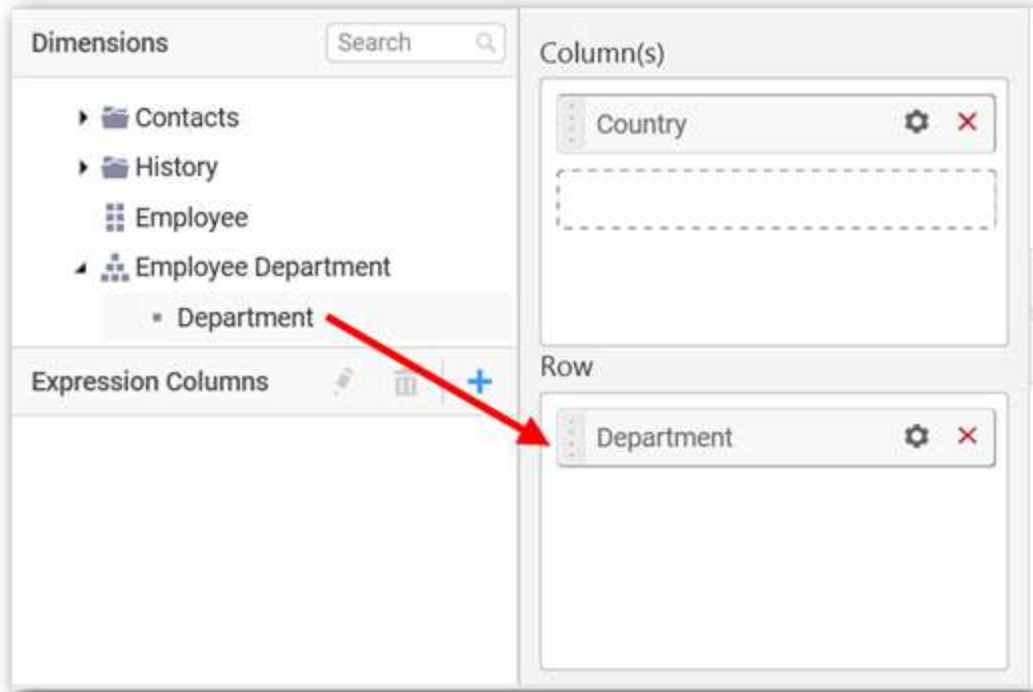 Dimensions
Search
Contacts
History
Employee
Employee Department
Department
Expression Columns
Column(s)
Country
Row
Department